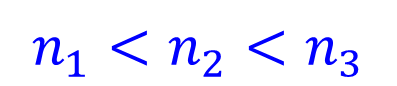 n₁ < n₂ < n₃